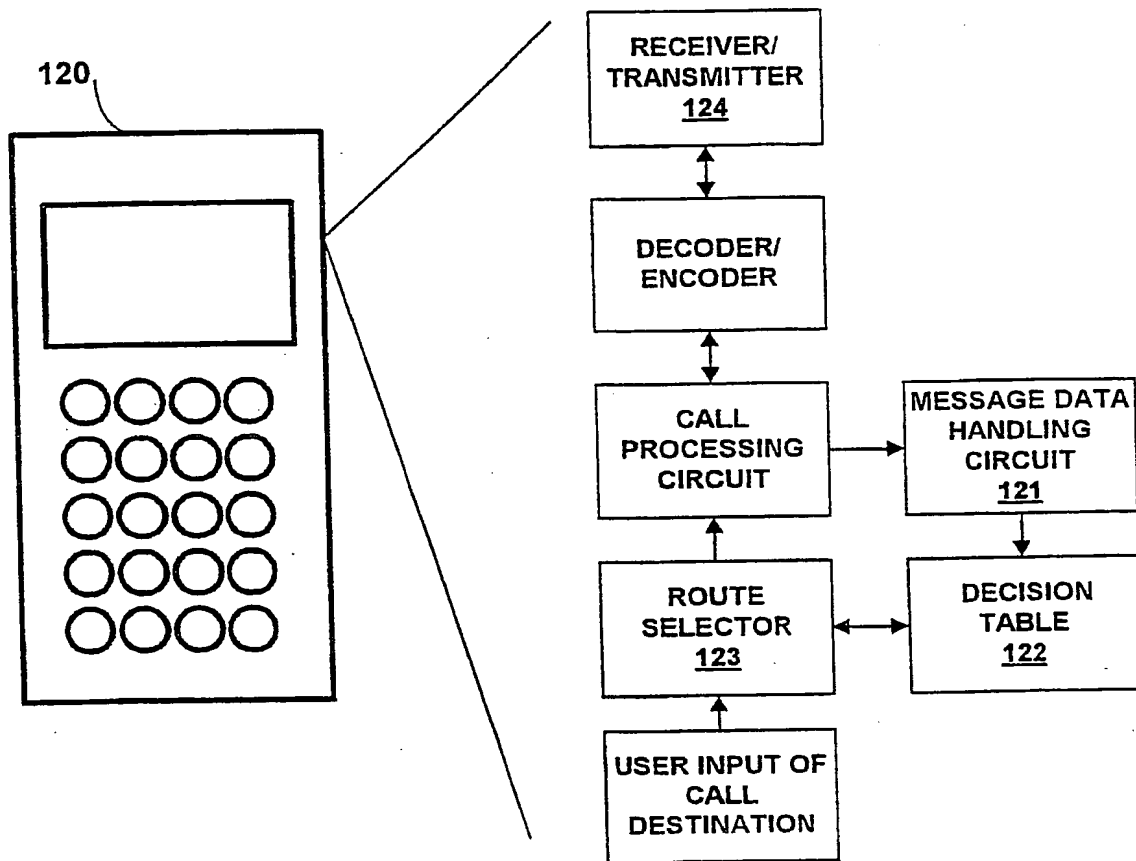 120
RECEIVER/
TRANSMITTER
124
DECODER/
ENCODER
CALL
PROCESSING
CIRCUIT
MESSAGE DATA
HANDLING
CIRCUIT
121
ROUTE
SELECTOR
123
DECISION
TABLE
122
USER INPUT OF
CALL
DESTINATION